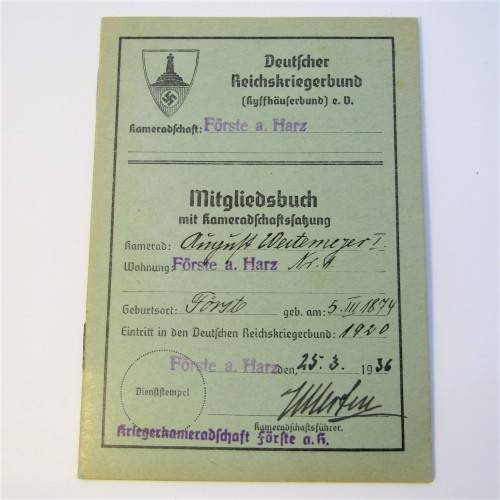 Deutscher
Reichskriegerbund
(Kyffhäuserbund) e. V.
Kameradschaft: Förste a. Harz
Mitgliedsbuch
mit Kameradschaftssatzung
Kamerad: August Weitemeyer I.
Wohnung: Förste a. Harz Nr. 1.
Geburtsort: Förste geb. am: 5. III 1874
Eintritt in den Deutschen Reichskriegerbund: 1920
Förste a. Harz den, 25. 3. 1936
Dienststempel
Kameradschaftsführer.
Kriegerkameradschaft Förste a. H.